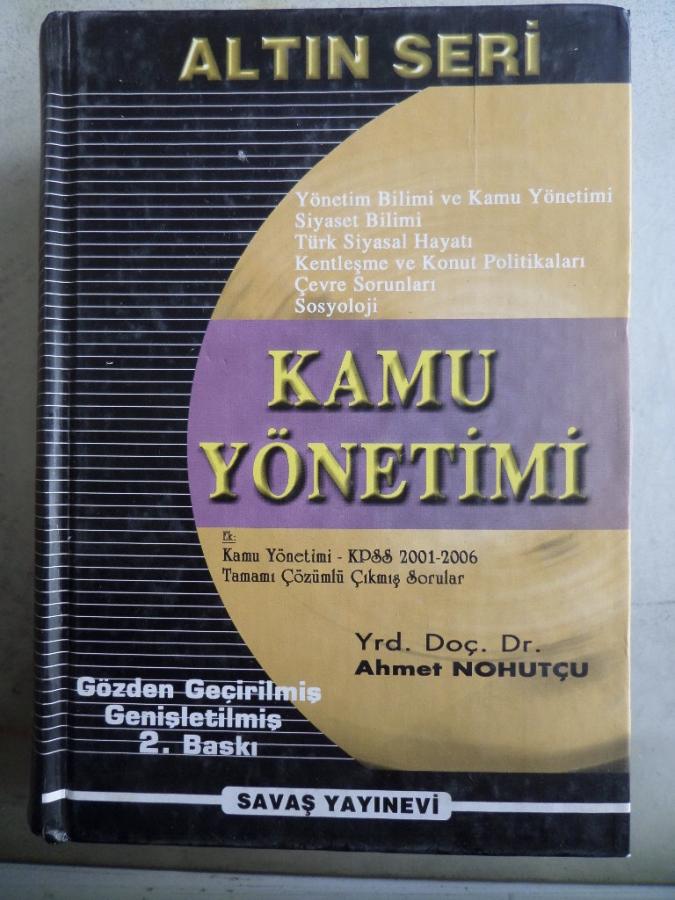 ALTIN SERİ
Yönetim Bilimi ve Kamu Yönetimi
Siyaset Bilimi
Türk Siyasal Hayatı
Kentleşme ve Konut Politikaları
Çevre Sorunları
Sosyoloji
KAMU
YÖNETİMİ
Ek:
Kamu Yönetimi - KPSS 2001-2006
Tamamı Çözümlü Çıkmış Sorular
Yrd. Doç. Dr.
Ahmet NOHUTÇU
Gözden Geçirilmiş
Genişletilmiş
2. Baskı
SAVAŞ YAYINEVİ